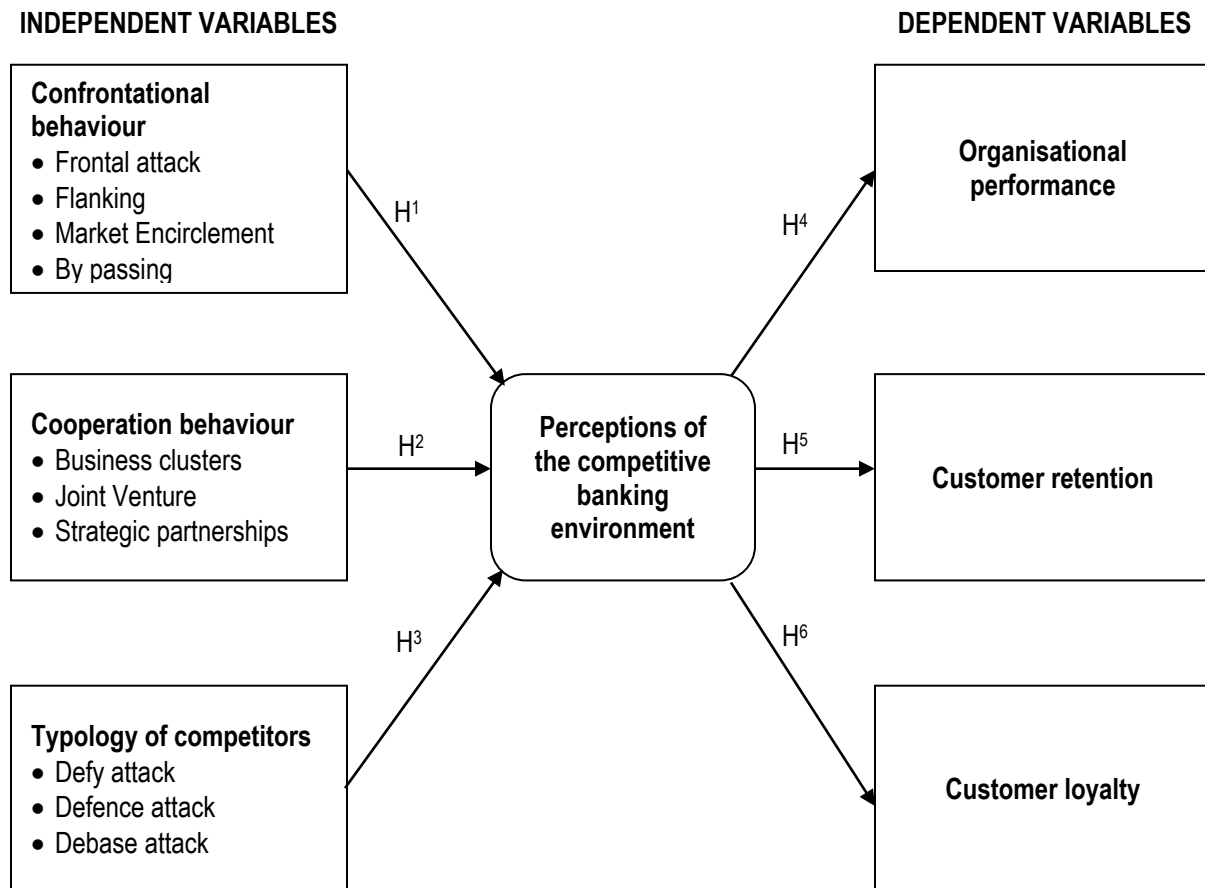 INDEPENDENT VARIABLES
DEPENDENT VARIABLES
Confrontational
behaviour
• Frontal attack
• Flanking
• Market Encirclement
• By passing
H1
Cooperation behaviour
• Business clusters
• Joint Venture
• Strategic partnerships
H2
Typology of competitors
• Defy attack
• Defence attack
• Debase attack
H3
Perceptions of
the competitive
banking
environment
H4
Organisational
performance
H5
Customer retention
H6
Customer loyalty